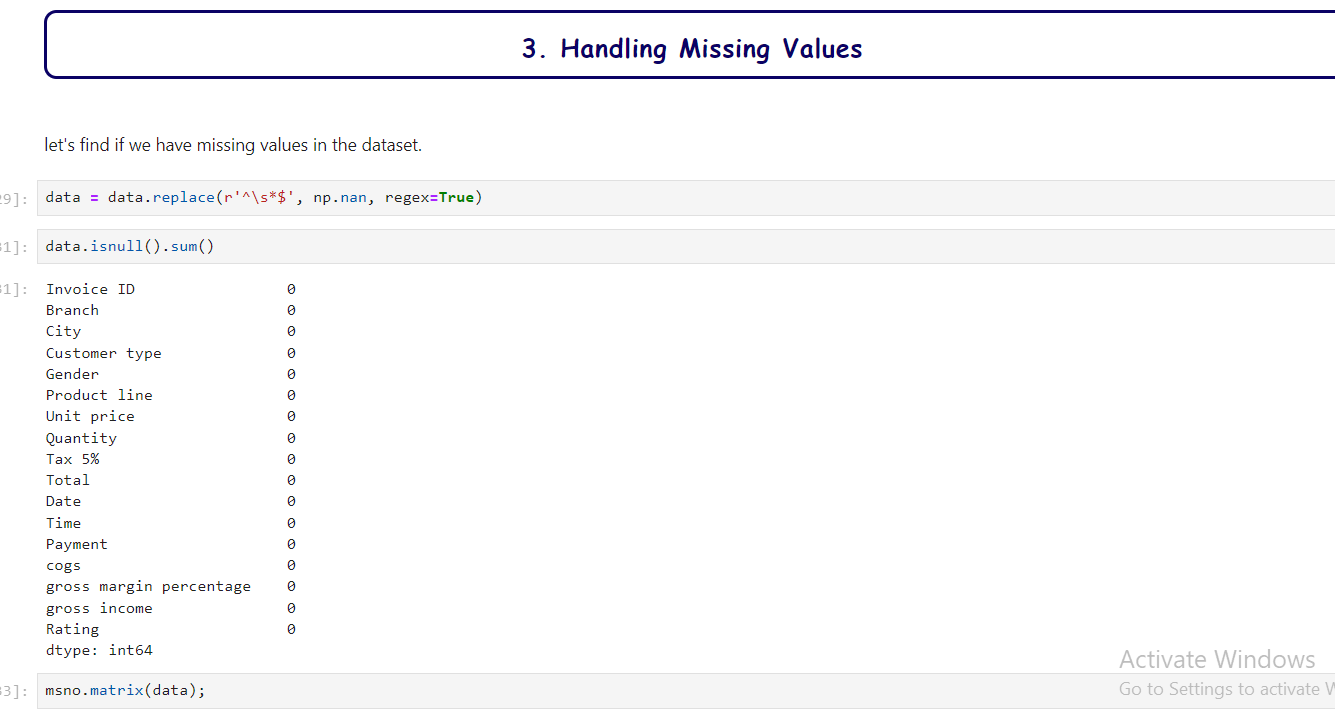 3. Handling Missing Values
let's find if we have missing values in the dataset.
9]: data = data.replace(r'^\s*$', np.nan, regex=True)
1]: data.isnull().sum()
1]: Invoice ID 0
Branch 0
City 0
Customer type 0
Gender 0
Product line 0
Unit price 0
Quantity 0
Tax 5% 0
Total 0
Date 0
Time 0
Payment 0
cogs 0
gross margin percentage 0
gross income 0
Rating 0
dtype: int64
Activate Windows
Go to Settings to activate
3]: msno.matrix(data);